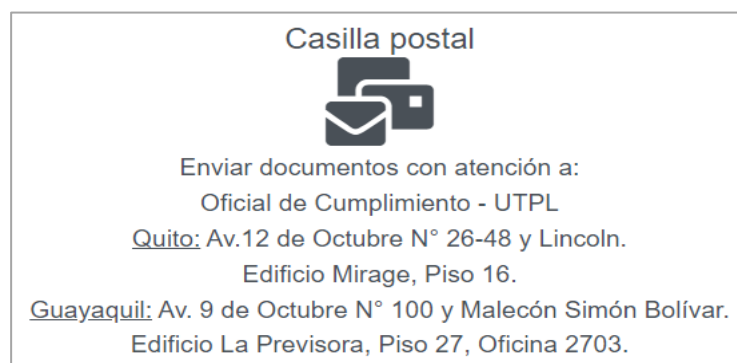 Casilla postal
Enviar documentos con atención a:
Oficial de Cumplimiento - UTPL
Quito: Av.12 de Octubre N° 26-48 y Lincoln.
Edificio Mirage, Piso 16.
Guayaquil: Av. 9 de Octubre N° 100 y Malecón Simón Bolívar.
Edificio La Previsora, Piso 27, Oficina 2703.